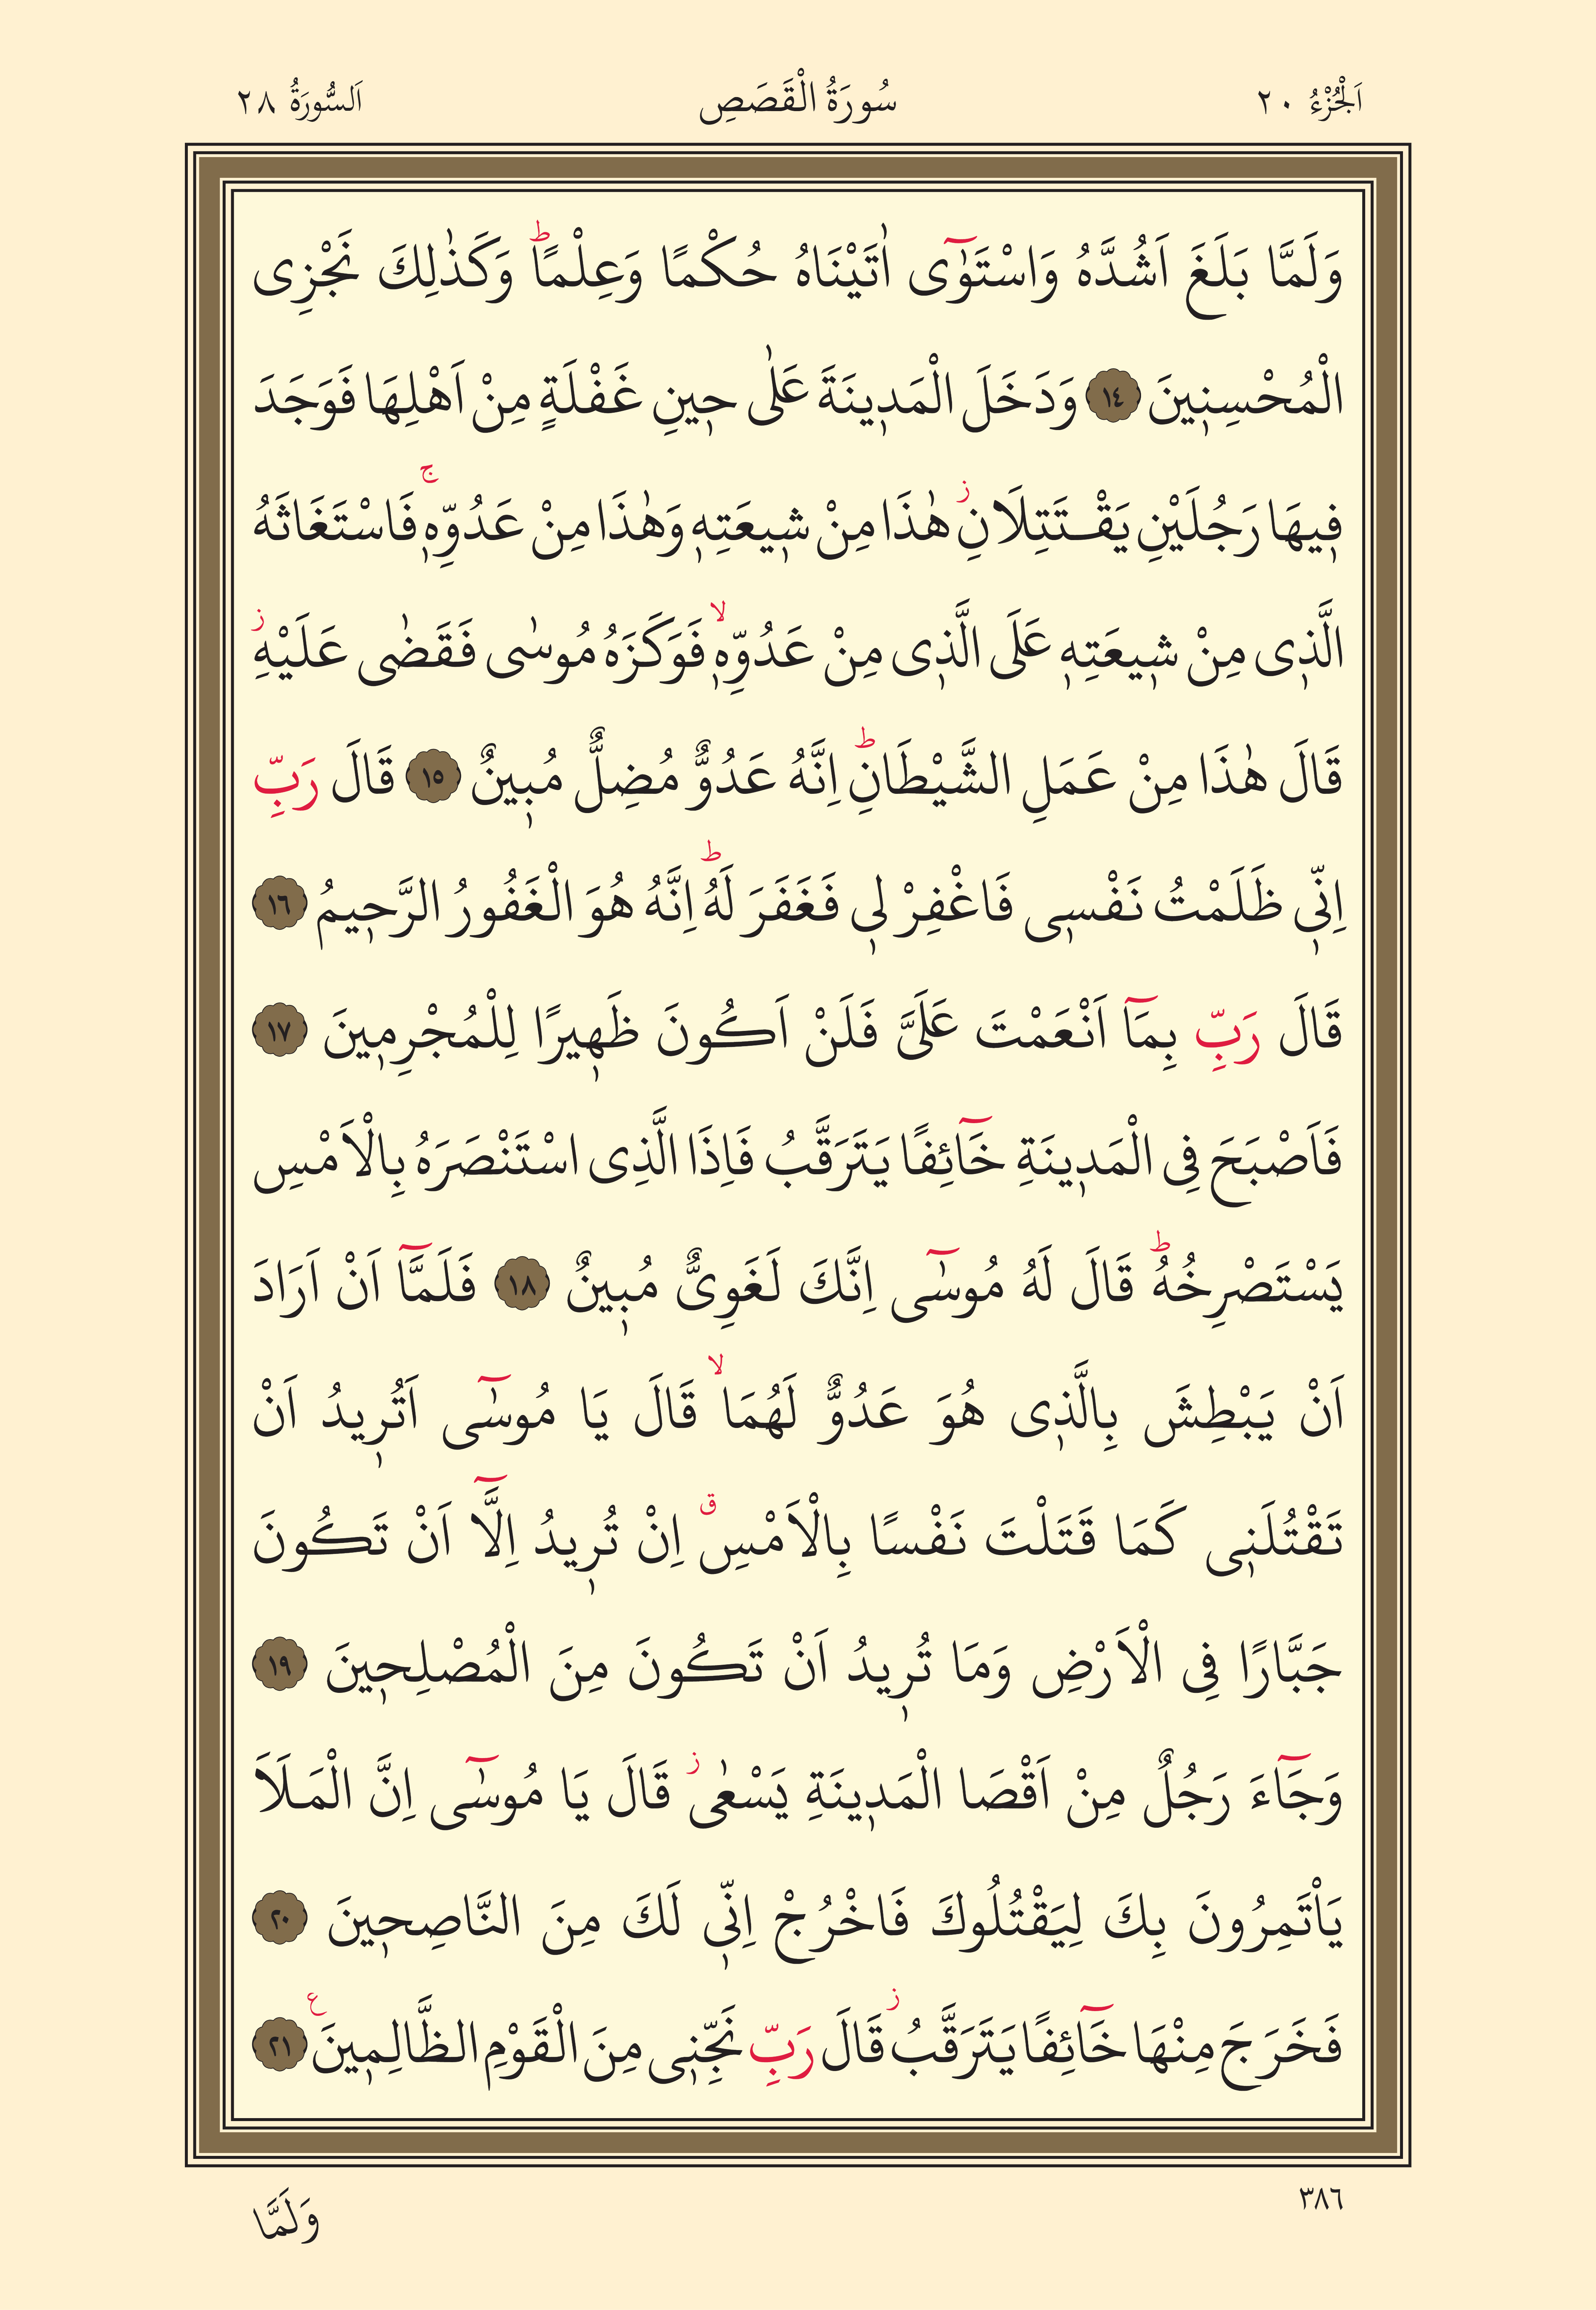 اَلْجُزْءُ ٢٠
سُورَةُ الْقَصَصِ
اَلسُّورَةُ ٢٨
وَلَمَّا بَلَغَ اَشُدَّهُ وَاسْتَوٰٓى اٰتَيْنَاهُ حُكْمًا وَعِلْمًاۜ وَكَذٰلِكَ نَجْزِى
الْمُحْسِن۪ينَ ١٤ وَدَخَلَ الْمَد۪ينَةَ عَلٰى ح۪ينِ غَفْلَةٍ مِنْ اَهْلِهَا فَوَجَدَ
ف۪يهَا رَجُلَيْنِ يَقْتَتِلَانِۘ هٰذَا مِنْ ش۪يعَتِه۪ وَهٰذَا مِنْ عَدُوِّه۪ۚ فَاسْتَغَاثَهُ
الَّذ۪ى مِنْ ش۪يعَتِه۪ عَلَى الَّذ۪ى مِنْ عَدُوِّه۪ۙ فَوَكَزَهُ مُوسٰى فَقَضٰى عَلَيْهِۘ
قَالَ هٰذَا مِنْ عَمَلِ الشَّيْطَانِۜ اِنَّهُ عَدُوٌّ مُضِلٌّ مُب۪ينٌ ١٥ قَالَ رَبِّ
اِنّ۪ى ظَلَمْتُ نَفْس۪ى فَاغْفِرْ ل۪ى فَغَفَرَ لَهُۜ اِنَّهُ هُوَ الْغَفُورُ الرَّح۪يمُ ١٦
قَالَ رَبِّ بِمَٓا اَنْعَمْتَ عَلَىَّ فَلَنْ اَكُونَ ظَه۪يرًا لِلْمُجْرِم۪ينَ ١٧
فَاَصْبَحَ فِى الْمَد۪ينَةِ خَٓائِفًا يَتَرَقَّبُ فَاِذَا الَّذِى اسْتَنْصَرَهُ بِالْاَمْسِ
يَسْتَصْرِخُهُۜ قَالَ لَهُ مُوسٰٓى اِنَّكَ لَغَوِىٌّ مُب۪ينٌ ١٨ فَلَمَّٓا اَنْ اَرَادَ
اَنْ يَبْطِشَ بِالَّذ۪ى هُوَ عَدُوٌّ لَهُمَاۙ قَالَ يَا مُوسٰٓى اَتُر۪يدُ اَنْ
تَقْتُلَن۪ى كَمَا قَتَلْتَ نَفْسًا بِالْاَمْسِۗ اِنْ تُر۪يدُ اِلَّٓا اَنْ تَكُونَ
جَبَّارًا فِى الْاَرْضِ وَمَا تُر۪يدُ اَنْ تَكُونَ مِنَ الْمُصْلِح۪ينَ ١٩
وَجَٓاءَ رَجُلٌ مِنْ اَقْصَا الْمَد۪ينَةِ يَسْعٰىۘ قَالَ يَا مُوسٰٓى اِنَّ الْمَلَاَ
يَاْتَمِرُونَ بِكَ لِيَقْتُلُوكَ فَاخْرُجْ اِنّ۪ى لَكَ مِنَ النَّاصِح۪ينَ ٢٠
فَخَرَجَ مِنْهَا خَٓائِفًا يَتَرَقَّبُۘ قَالَ رَبِّ نَجِّن۪ى مِنَ الْقَوْمِ الظَّالِم۪ينَ۟ ٢١
٣٨٦
وَلَمَّا